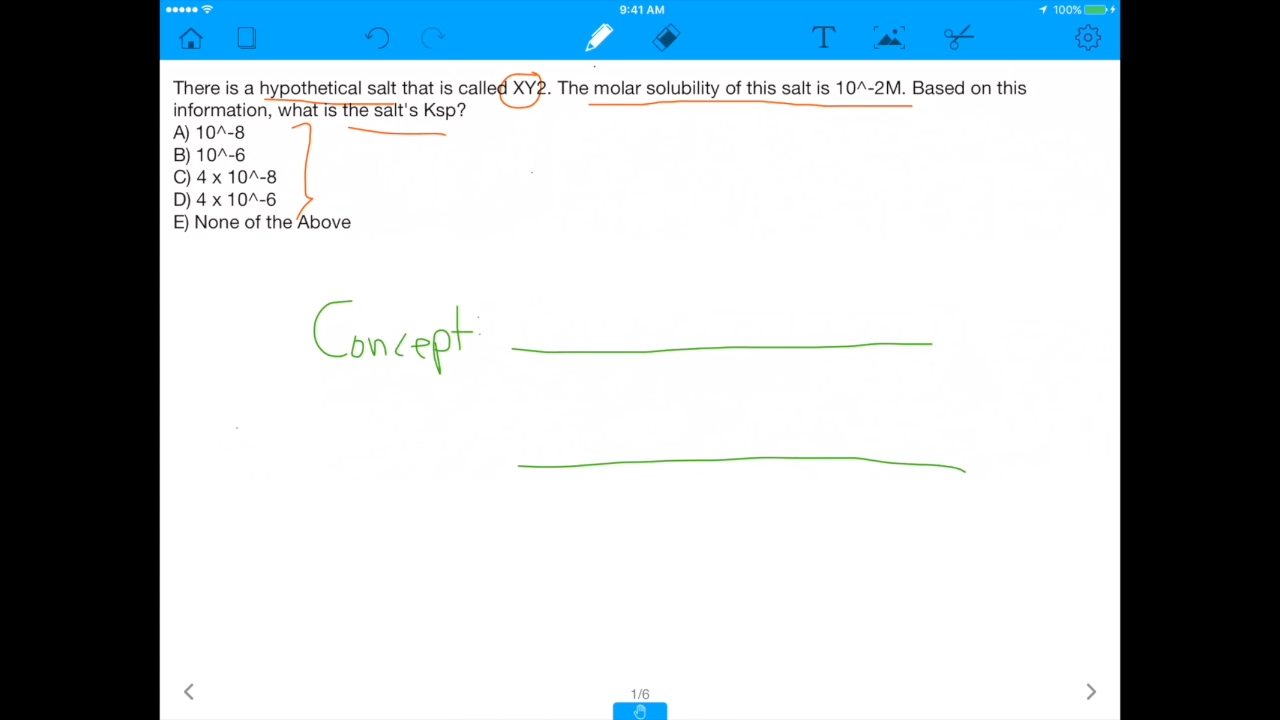 9:41 AM
100%
T
There is a hypothetical salt that is called XY2. The molar solubility of this salt is 10^-2M. Based on this
information, what is the salt's Ksp?
A) 10^-8
B) 10^-6
C) 4 x 10^-8
D) 4 x 10^-6
E) None of the Above
Concept:
1/6